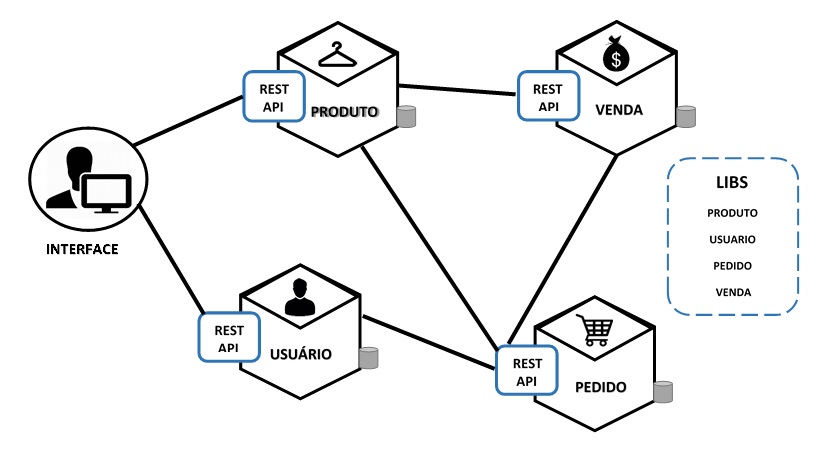 REST
API
PRODUTO
REST
API
VENDA
$
INTERFACE
LIBS
PRODUTO
USUARIO
PEDIDO
VENDA
REST
API
USUÁRIO
REST
API
PEDIDO